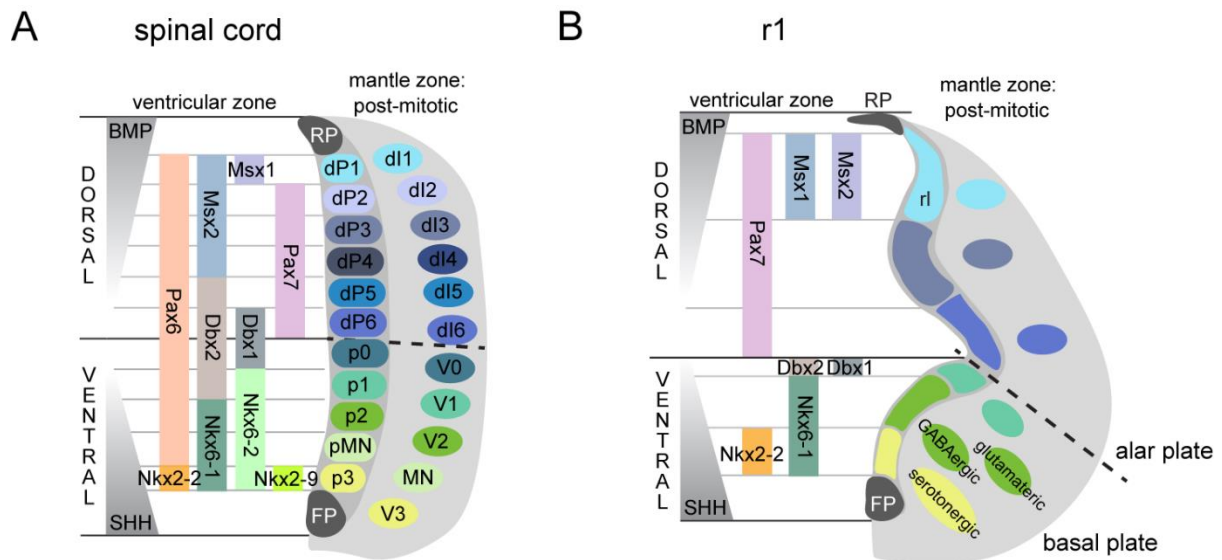 A
spinal cord
ventricular zone
mantle zone:
post-mitotic
DORSAL
VENTRAL
BMP
SHH
Pax6
Msx2
Msx1
Pax7
Dbx2
Dbx1
Nkx6-1
Nkx6-2
Nkx2-2
Nkx2-9
RP
dP1
dP2
dP3
dP4
dP5
dP6
p0
p1
p2
pMN
p3
FP
dI1
dI2
dI3
dI4
dI5
dI6
V0
V1
V2
MN
V3
B
r1
ventricular zone
RP
mantle zone:
post-mitotic
DORSAL
VENTRAL
BMP
SHH
Pax7
Msx1
Msx2
Dbx2
Dbx1
Nkx2-2
Nkx6-1
rl
FP
GABAergic
glutamateric
serotonergic
alar plate
basal plate